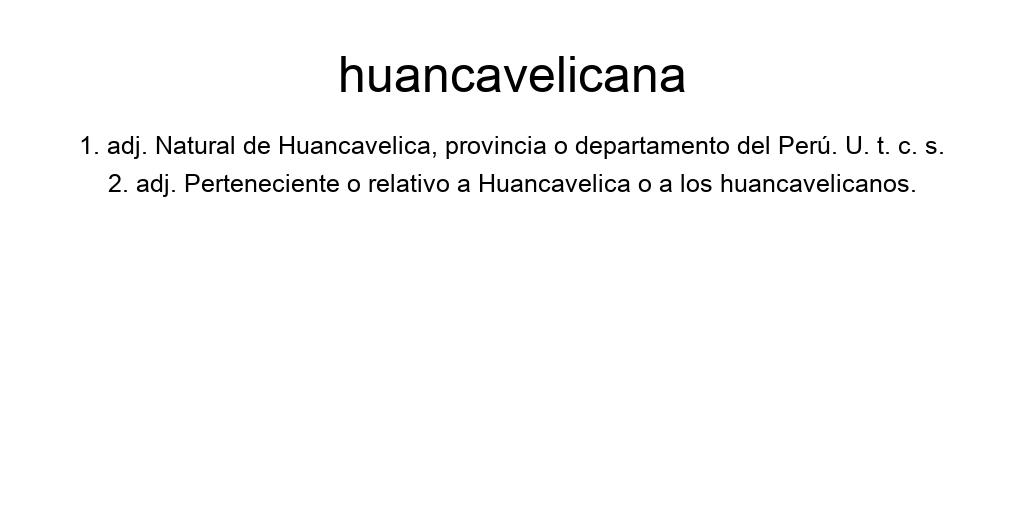 huancavelicana
1. adj. Natural de Huancavelica, provincia o departamento del Perú. U. t. c. s.
2. adj. Perteneciente o relativo a Huancavelica o a los huancavelicanos.